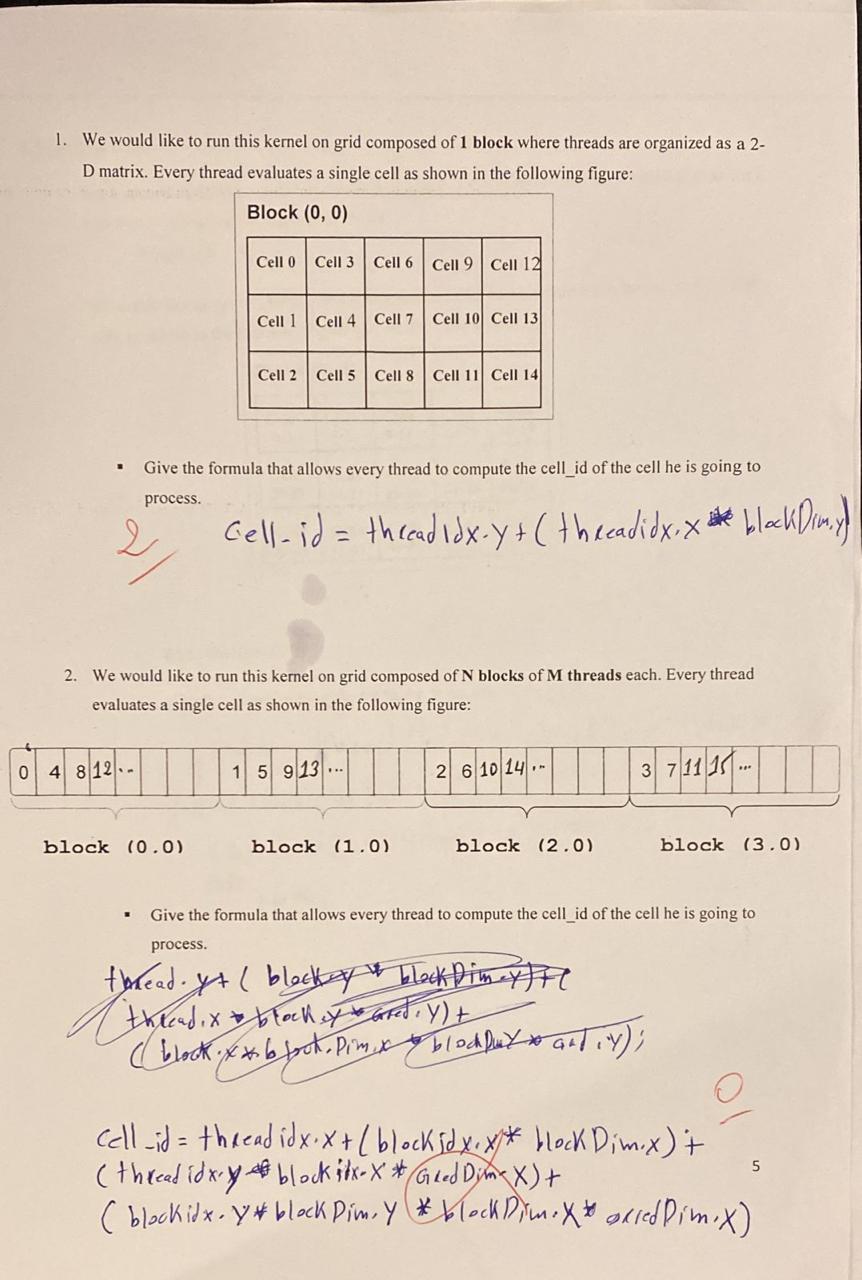 1. We would like to run this kernel on grid composed of 1 block where threads are organized as a 2-
D matrix. Every thread evaluates a single cell as shown in the following figure:
Block (0, 0)
Cell 0 Cell 3 Cell 6 Cell 9 Cell 12
Cell 1 Cell 4 Cell 7 Cell 10 Cell 13
Cell 2 Cell 5 Cell 8 Cell 11 Cell 14
▪ Give the formula that allows every thread to compute the cell_id of the cell he is going to
process.
2
Cell_id = threadIdx.y + ( threadidx.x * blockDim.y)
2. We would like to run this kernel on grid composed of N blocks of M threads each. Every thread
evaluates a single cell as shown in the following figure:
0 4 8 12 .. 1 5 9 13 ... 2 6 10 14 .. 3 7 11 15 ...
block (0.0) block (1.0) block (2.0) block (3.0)
▪ Give the formula that allows every thread to compute the cell_id of the cell he is going to
process.
thread.y + ( block.y * blockDim.y) + (
thread.x * block.y * Gred.y) +
0
Cell_id = threadidx.x + ( blockidx.x * blockDim.x) +
( threadidx.y * blockidx.X * GredDim.X) +
( blockidx.y * blockDim.y * blockDim.X * gredDim.X)
5